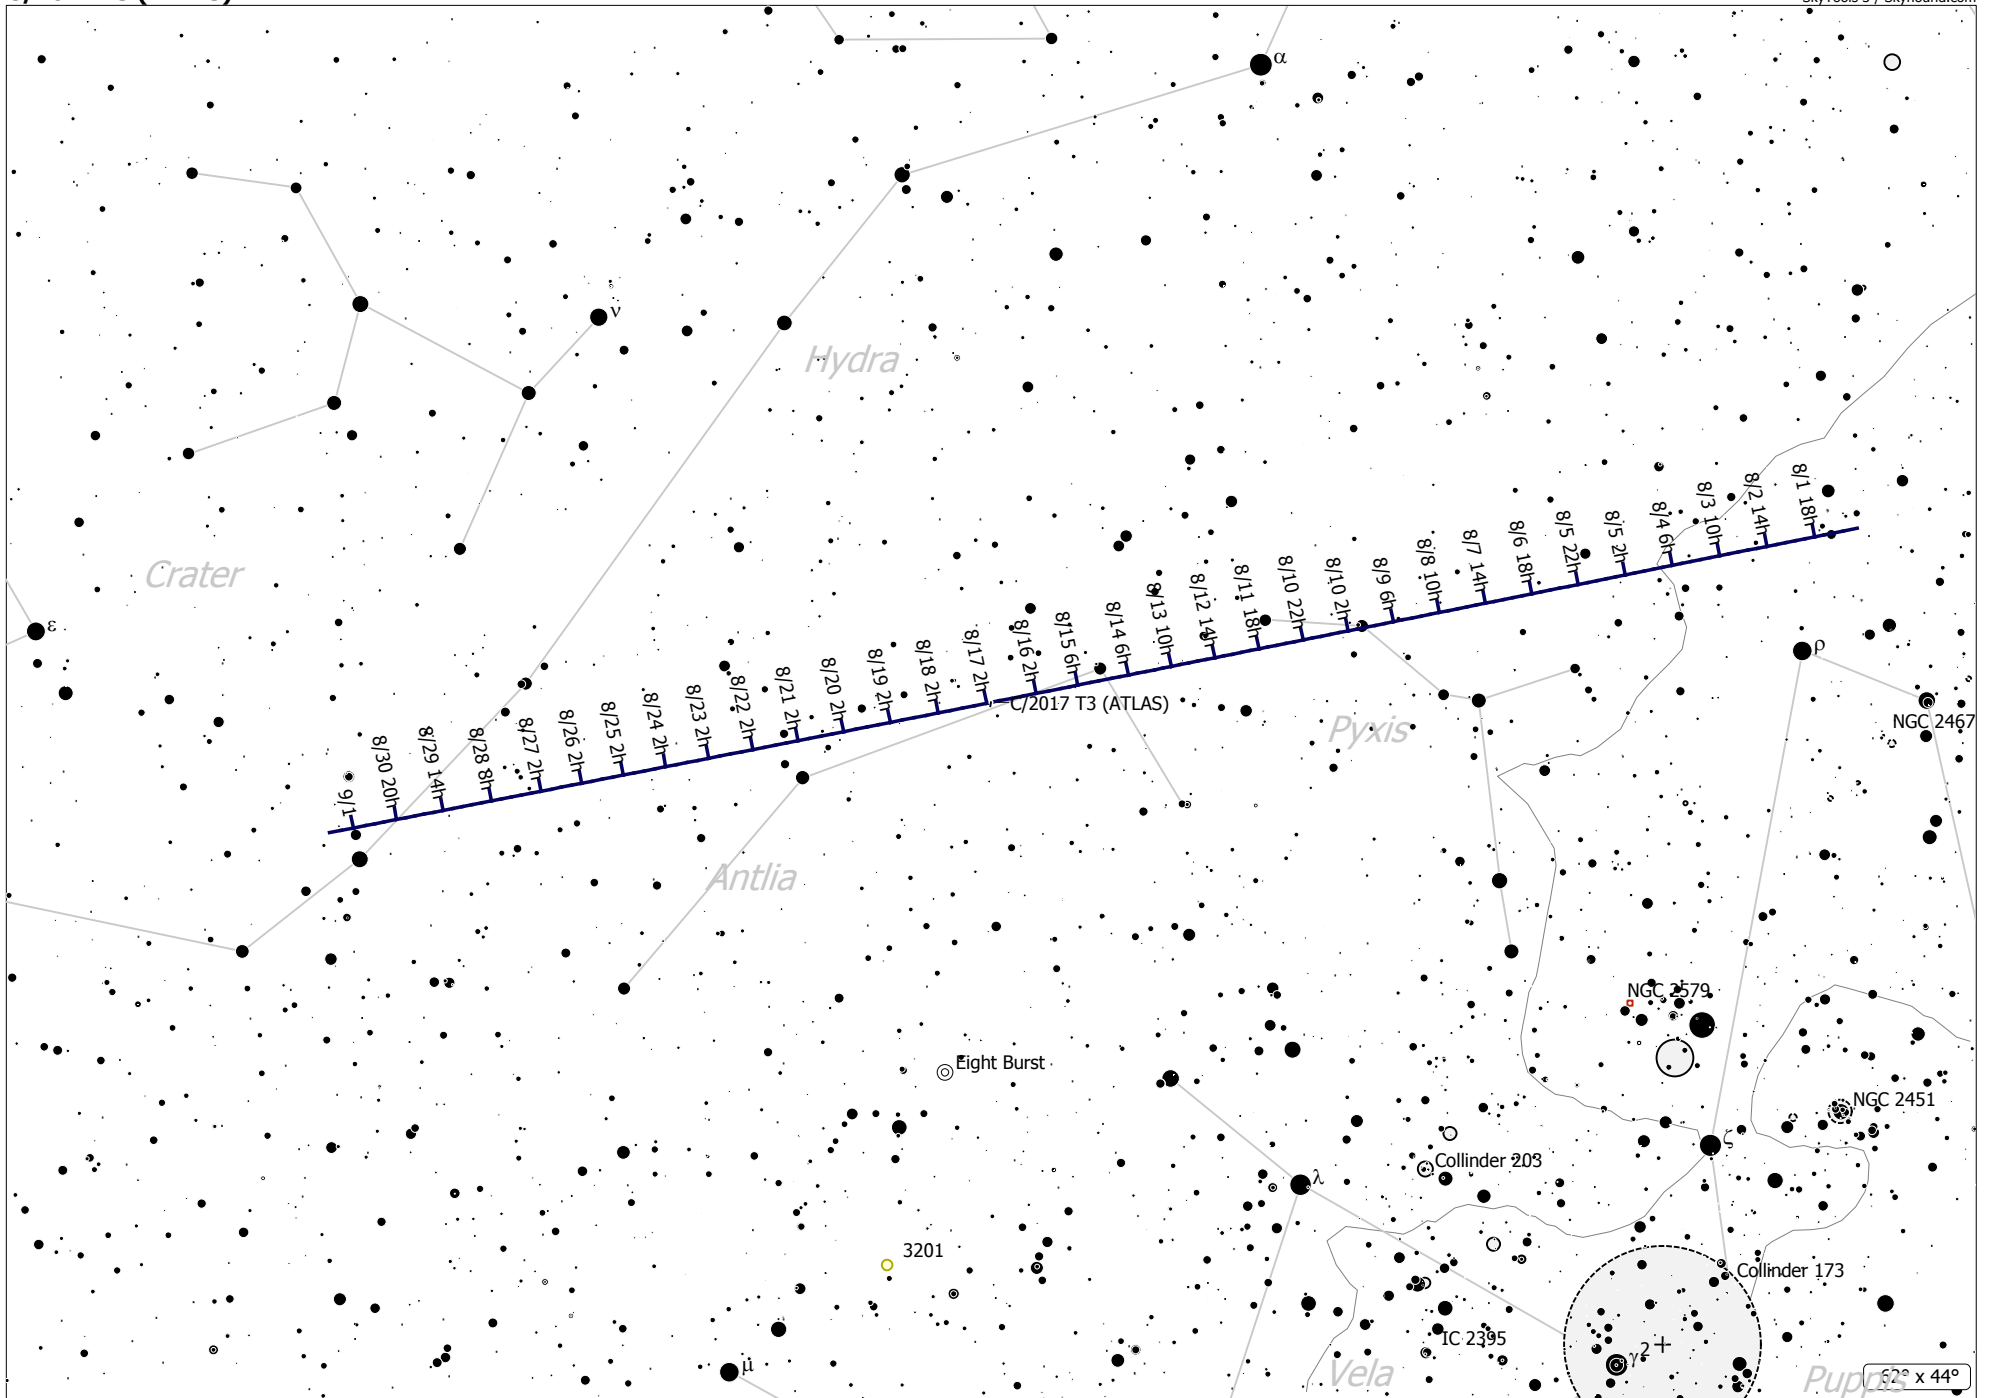 α
ν
Hydra
Crater
ε
8/1 18h
8/2 14h
8/3 10h
8/4 6h
8/5 2h
8/5 22h
8/6 18h
8/7 14h
8/8 10h
8/9 6h
8/10 2h
8/10 22h
8/11 18h
8/12 14h
8/13 10h
8/14 6h
8/15 6h
8/16 2h
8/17 2h
8/18 2h
8/19 2h
8/20 2h
8/21 2h
8/22 2h
8/23 2h
8/24 2h
8/25 2h
8/26 2h
8/27 2h
8/28 8h
8/29 14h
8/30 20h
9/1
C/2017 T3 (ATLAS)
ρ
Pyxis
NGC 2467
Antlia
NGC 2579
Eight Burst
NGC 2451
ζ
Collinder 203
λ
3201
Collinder 173
IC 2395
γ2
μ
Vela
Puppis
62° x 44°